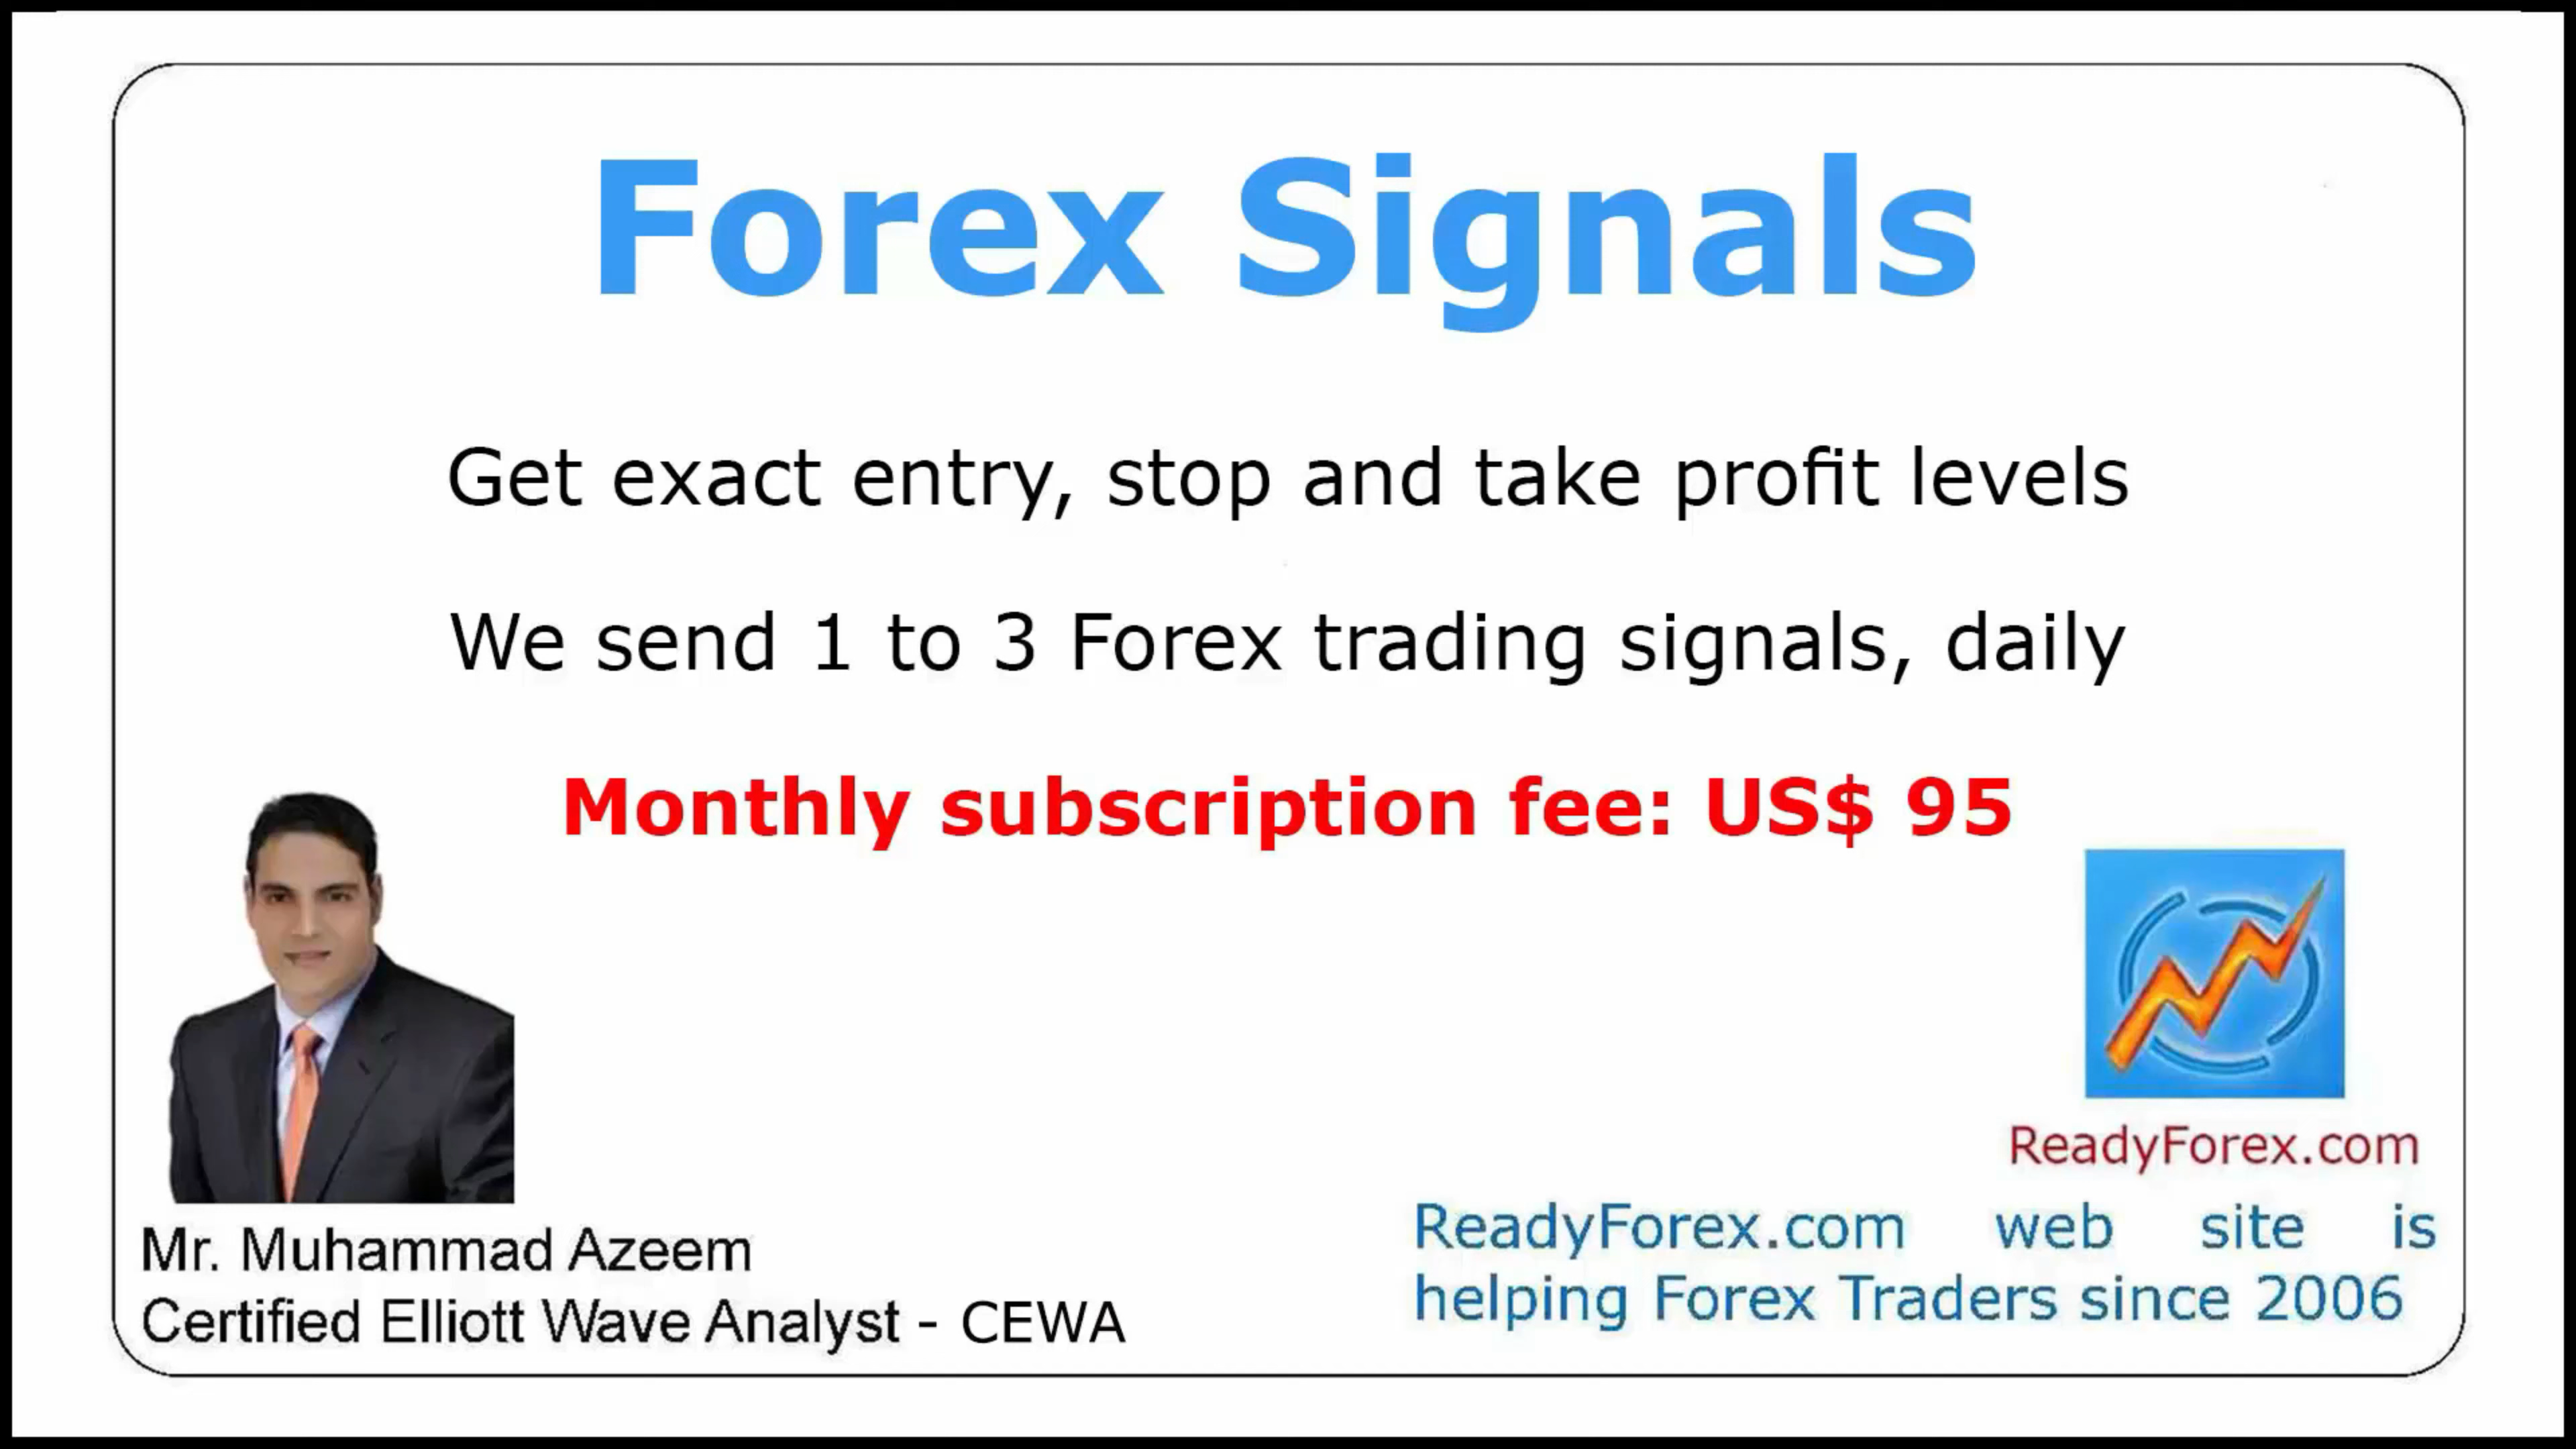 Forex Signals
Get exact entry, stop and take profit levels
We send 1 to 3 Forex trading signals, daily
Monthly subscription fee: US$ 95
ReadyForex.com
Mr. Muhammad Azeem
Certified Elliott Wave Analyst - CEWA
ReadyForex.com web site is
helping Forex Traders since 2006